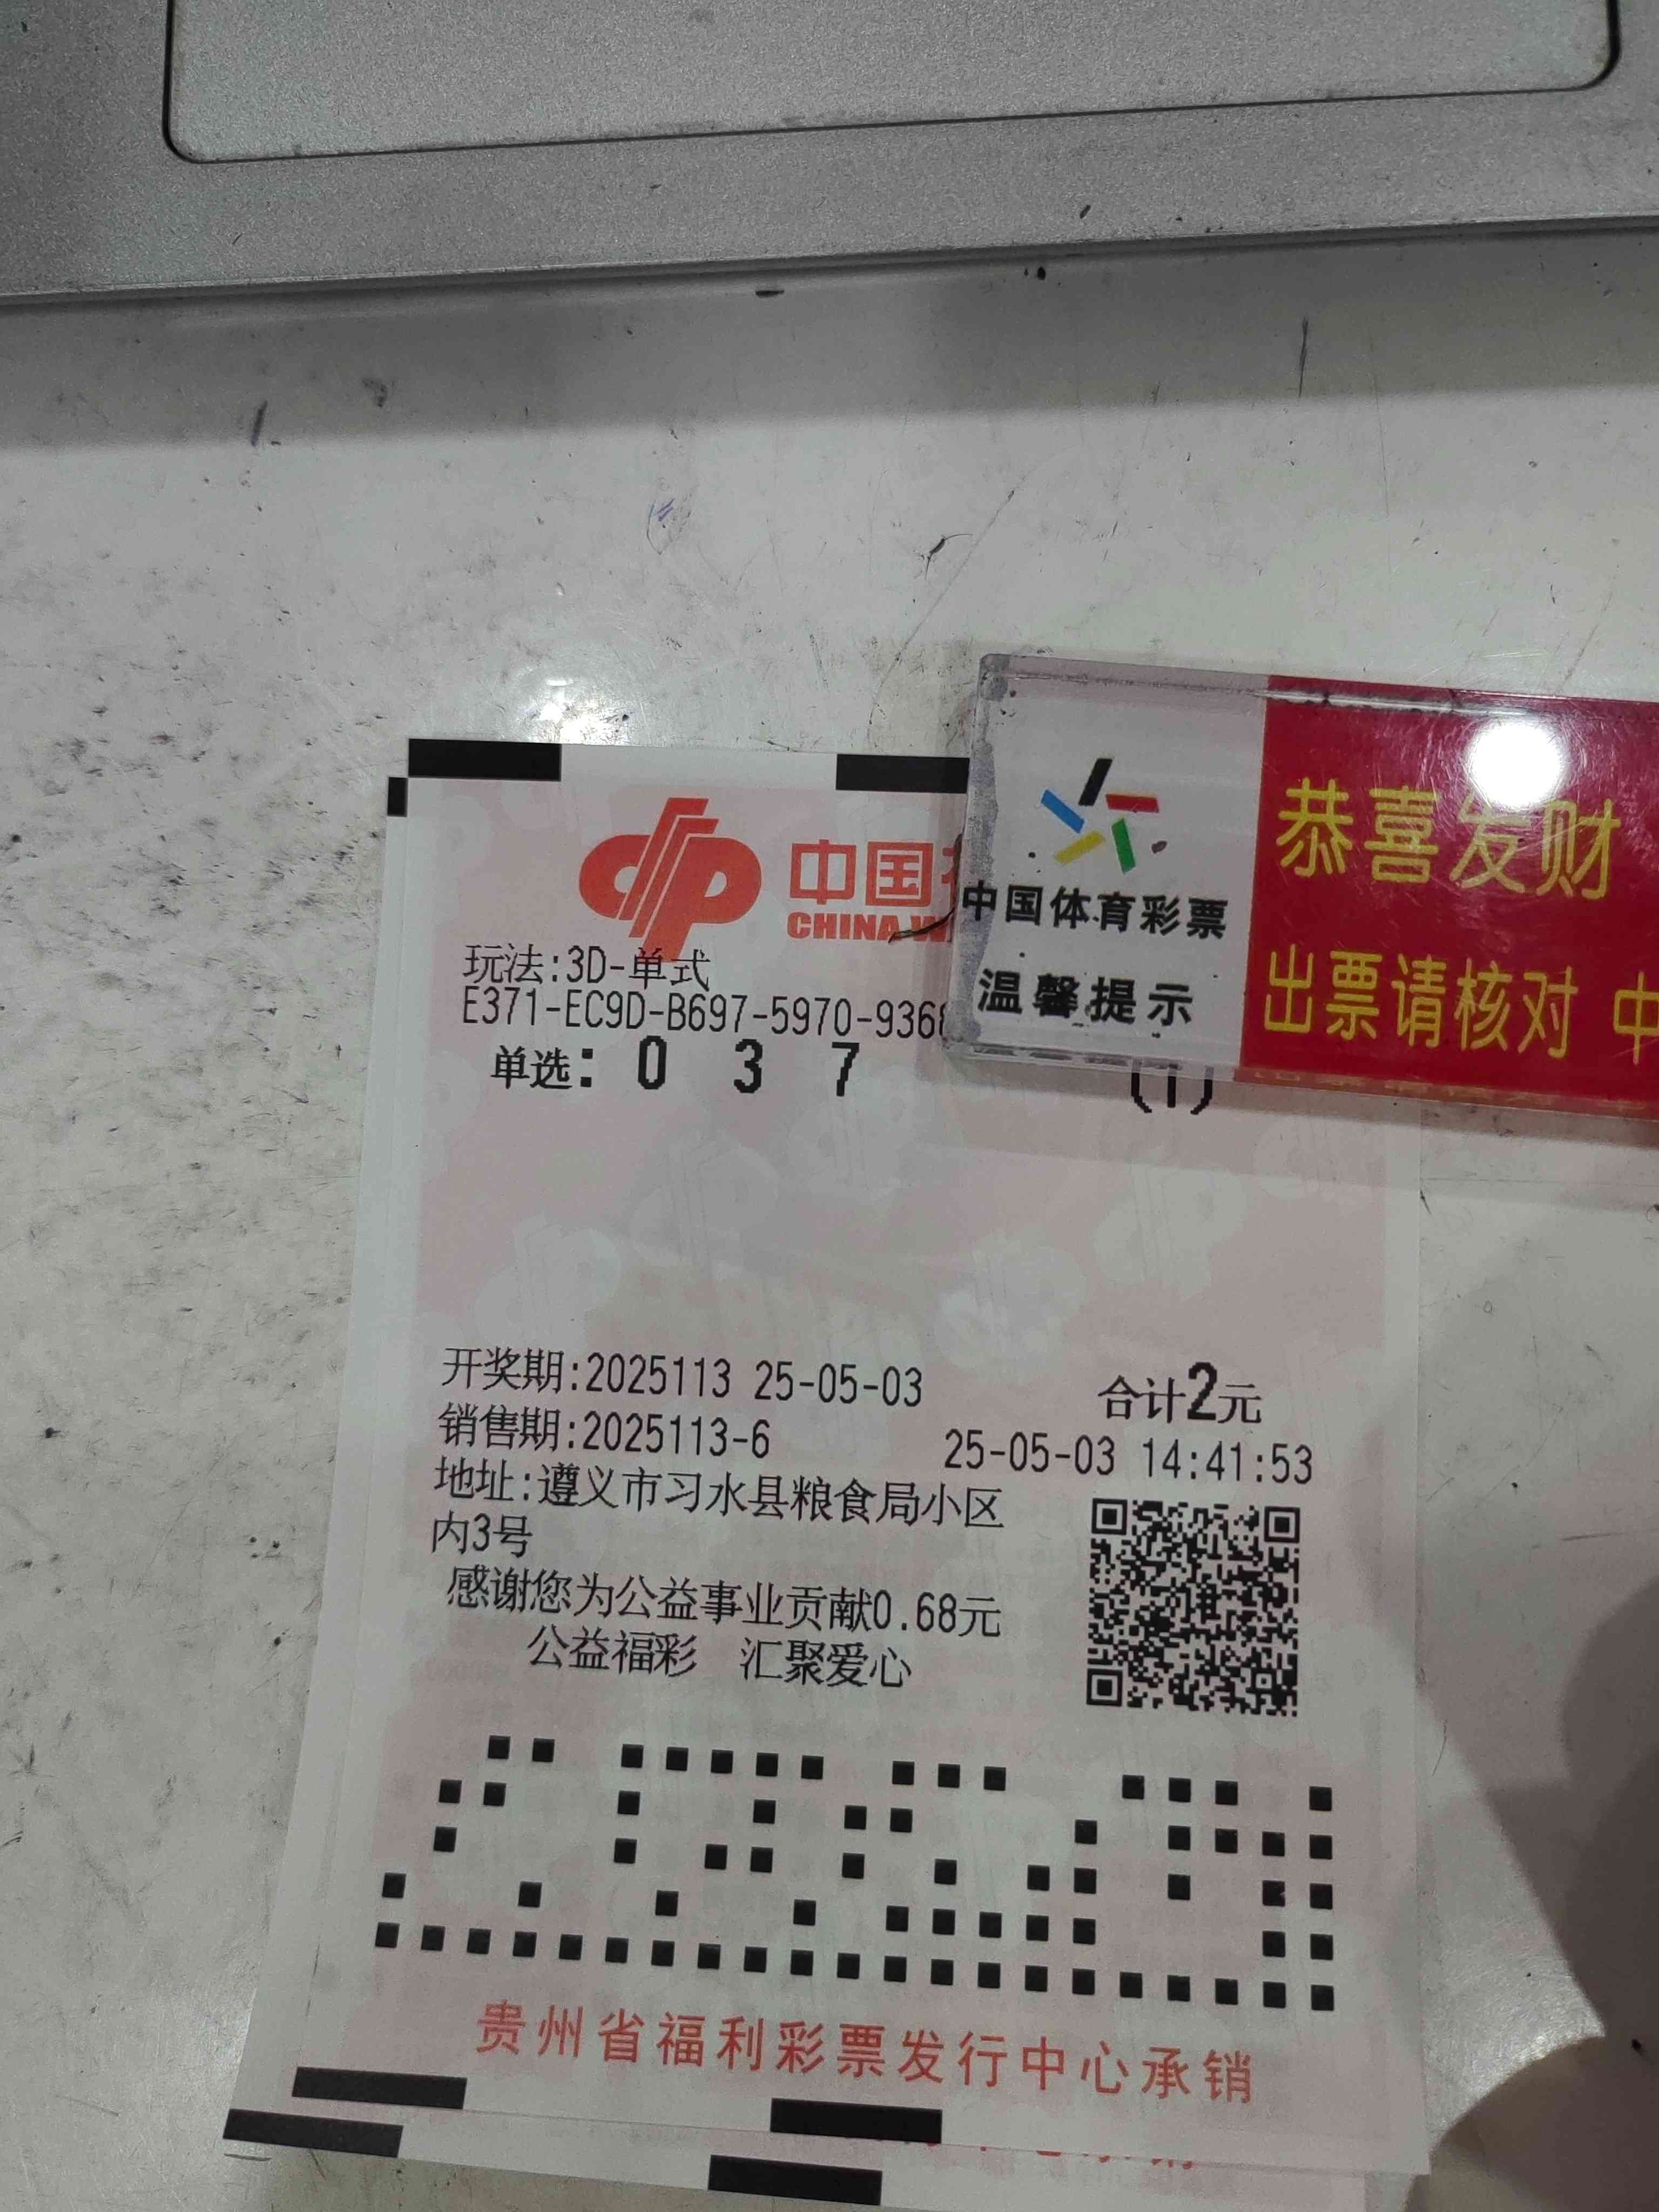 中国
CHINA W
玩法:3D-单式
E371-EC9D-B697-5970-936
单选: 0 3 7
(1)
中国体育彩票
温馨提示
恭喜发财
出票请核对 中
开奖期:2025113 25-05-03
合计2元
销售期:2025113-6
25-05-03 14:41:53
地址:遵义市习水县粮食局小区
内3号
感谢您为公益事业贡献0.68元
公益福彩 汇聚爱心
贵州省福利彩票发行中心承销